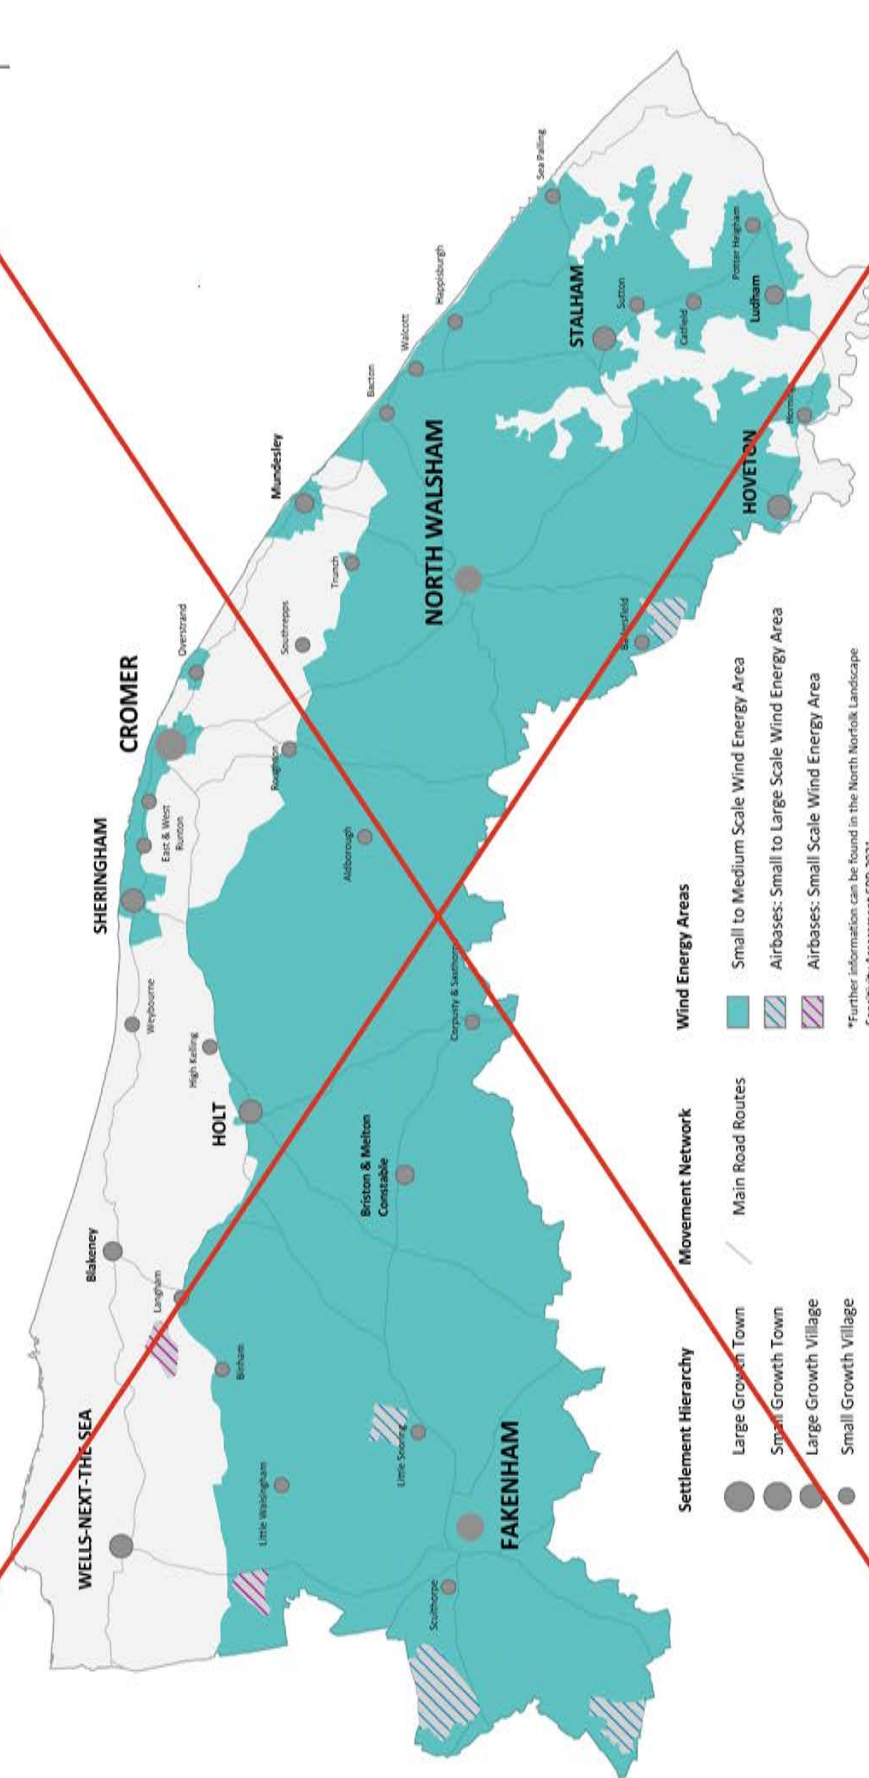 WELLS-NEXT-THE-SEA
Blakeney
Langham
Binham
Little Walsingham
Little Snoring
Sculthorpe
FAKENHAM
Weybourne
High Kelling
HOLT
Briston & Melton
Constable
Corpusty & Saxthorpe
SHERINGHAM
East & West
Runton
CROMER
Overstrand
Southrepps
Roughton
Aldborough
Trunch
Mundesley
Bacton
Walcott
Happisburgh
Sea Palling
NORTH WALSHAM
STALHAM
Sutton
Catfield
Potter Heigham
Ludham
Horning
HOVETON
Badersfield
Settlement Hierarchy
Large Growth Town
Small Growth Town
Large Growth Village
Small Growth Village
Movement Network
Main Road Routes
Wind Energy Areas
Small to Medium Scale Wind Energy Area
Airbases: Small to Large Scale Wind Energy Area
Airbases: Small Scale Wind Energy Area
*Further information can be found in the North Norfolk Landscape